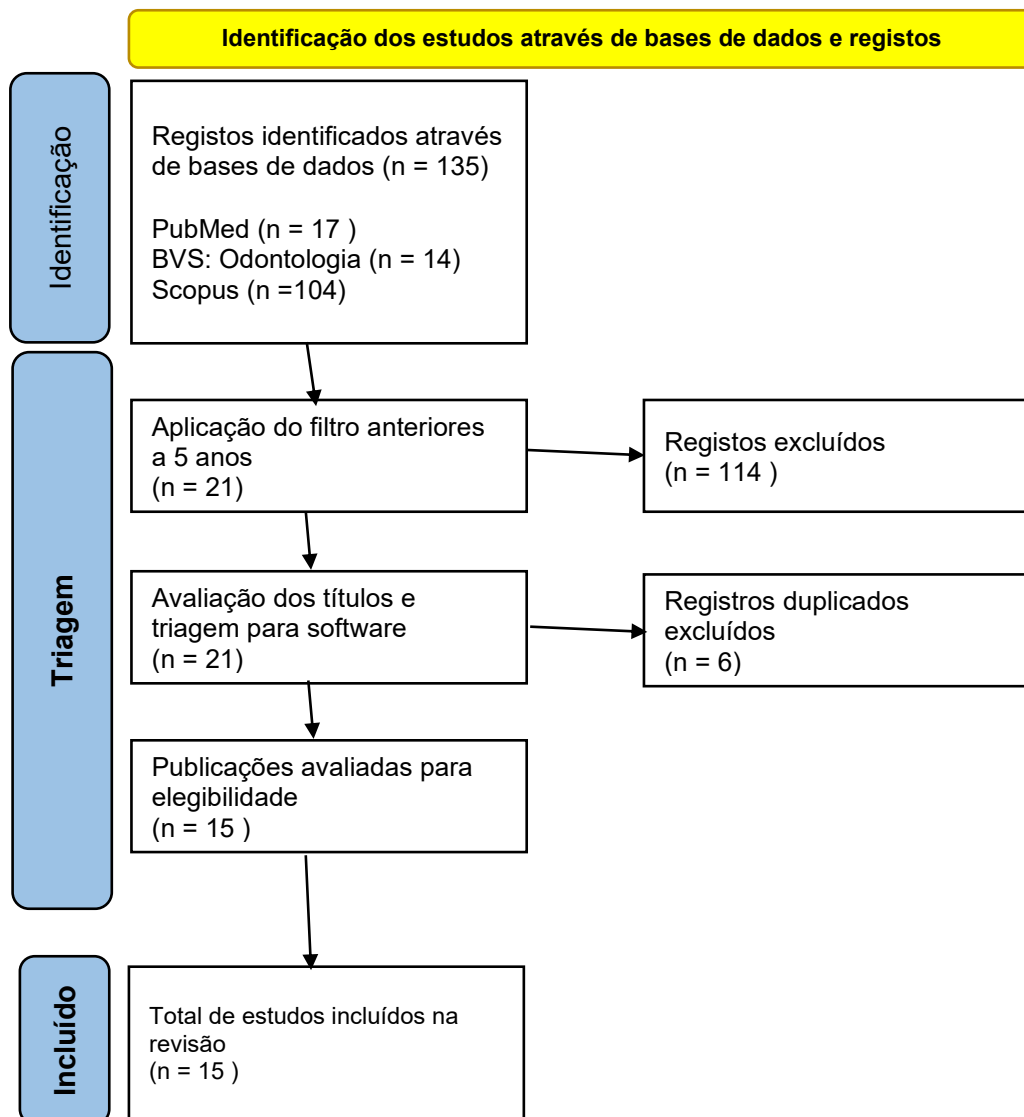 Identificação dos estudos através de bases de dados e registos
Identificação
Registos identificados através
de bases de dados (n = 135)
PubMed (n = 17 )
BVS: Odontologia (n = 14)
Scopus (n =104)
Triagem
Aplicação do filtro anteriores
a 5 anos
(n = 21)
Registos excluídos
(n = 114 )
Avaliação dos títulos e
triagem para software
(n = 21)
Registros duplicados
excluídos
(n = 6)
Publicações avaliadas para
elegibilidade
(n = 15 )
Incluído
Total de estudos incluídos na
revisão
(n = 15 )